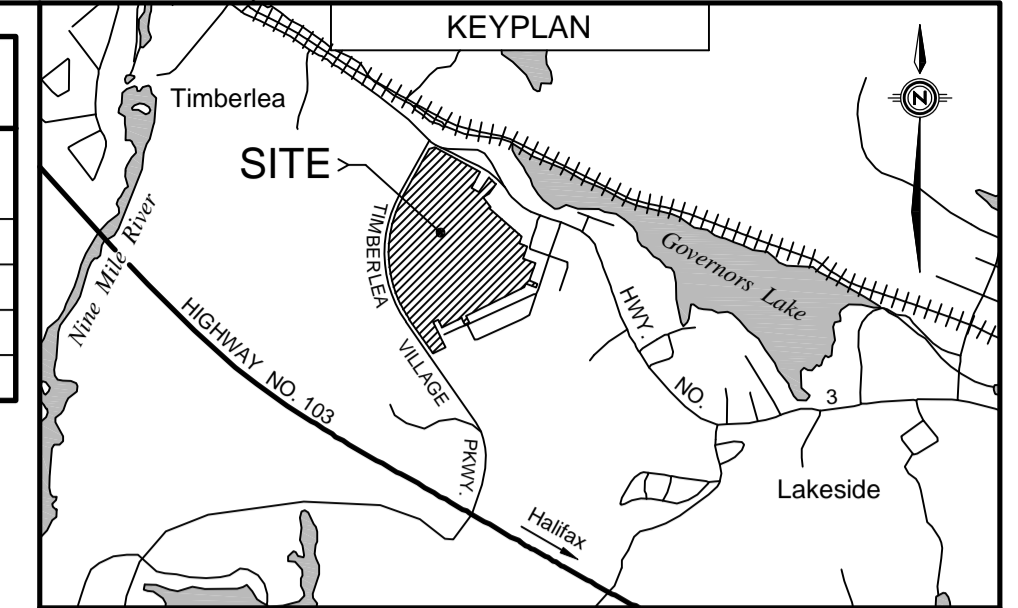 KEYPLAN
Timberlea
N
SITE
TIMBERLEA
VILLAGE
PKWY.
Nine Mile River
Governors Lake
HIGHWAY NO. 103
HWY.
NO.
3
Lakeside
Halifax